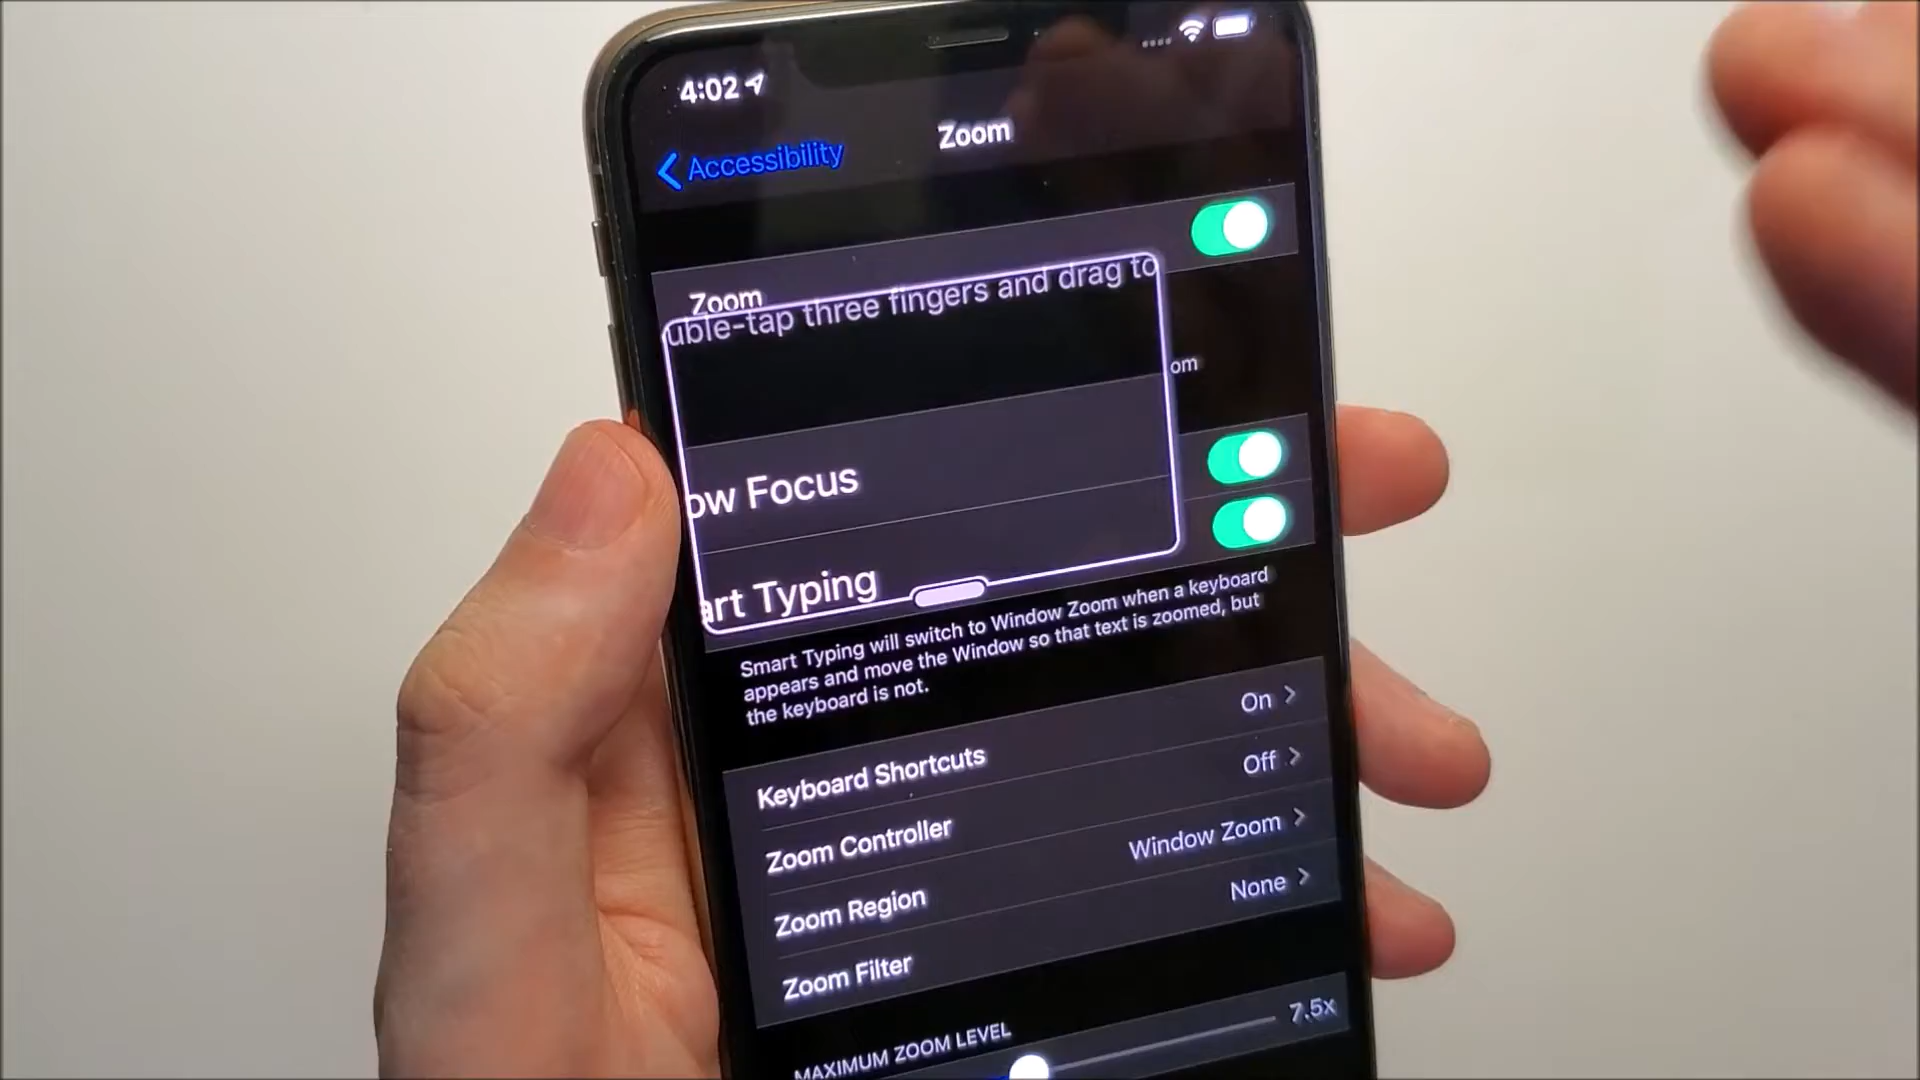 4:02
Accessibility
Zoom
Zoom
uble-tap three fingers and drag to
om
ow Focus
art Typing
Smart Typing will switch to Window Zoom when a keyboard
appears and move the Window so that text is zoomed, but
the keyboard is not.
Keyboard Shortcuts On
Zoom Controller Off
Zoom Region Window Zoom
Zoom Filter None
MAXIMUM ZOOM LEVEL
7.5x